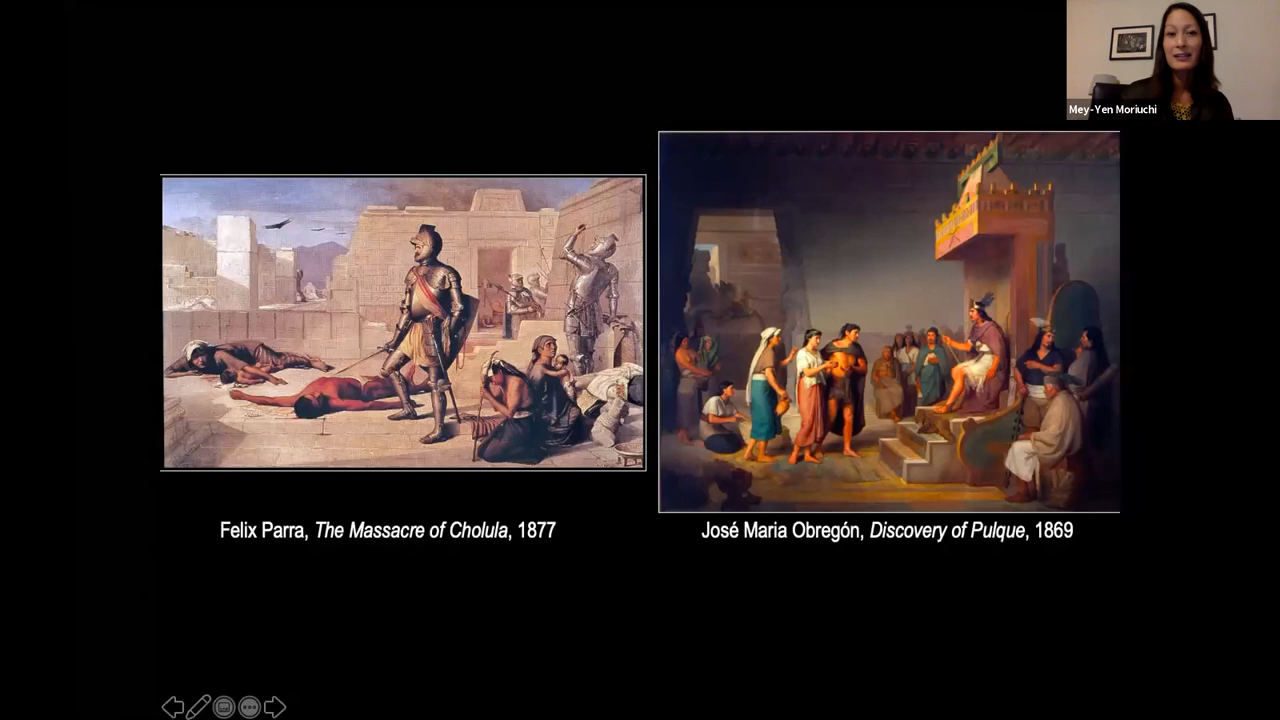 Mey-Yen Moriuchi
Felix Parra, The Massacre of Cholula, 1877
José Maria Obregón, Discovery of Pulque, 1869